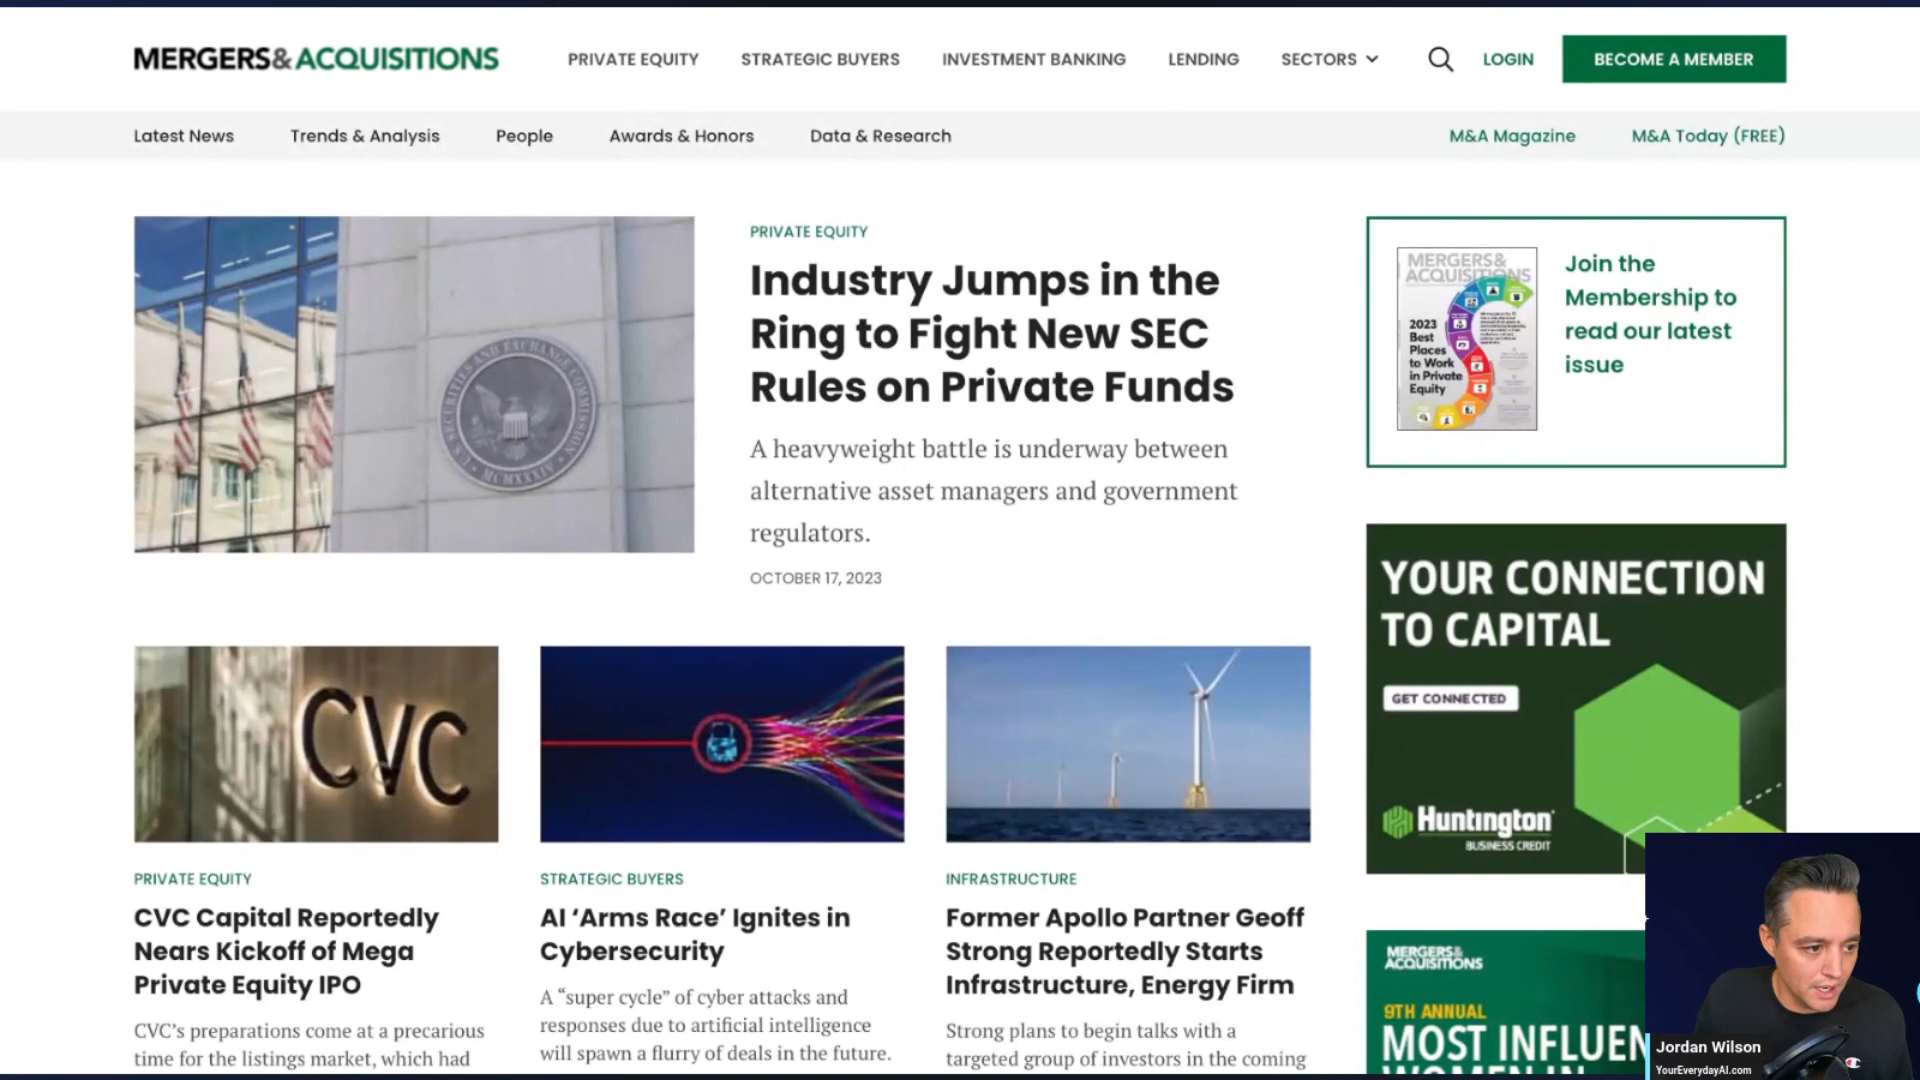 MERGERS&ACQUISITIONS
PRIVATE EQUITY
STRATEGIC BUYERS
INVESTMENT BANKING
LENDING
SECTORS
LOGIN
BECOME A MEMBER
Latest News
Trends & Analysis
People
Awards & Honors
Data & Research
M&A Magazine
M&A Today (FREE)
U.S. SECURITIES AND EXCHANGE COMMISSION
MCMXXXIV
PRIVATE EQUITY
Industry Jumps in the
Ring to Fight New SEC
Rules on Private Funds
A heavyweight battle is underway between
alternative asset managers and government
regulators.
OCTOBER 17, 2023
MERGERS&
ACQUISITIONS
2023
Best
Places
to Work
in Private
Equity
Join the
Membership to
read our latest
issue
YOUR CONNECTION
TO CAPITAL
GET CONNECTED
Huntington
BUSINESS CREDIT
CVC
PRIVATE EQUITY
CVC Capital Reportedly
Nears Kickoff of Mega
Private Equity IPO
CVC’s preparations come at a precarious
time for the listings market, which had
STRATEGIC BUYERS
AI ‘Arms Race’ Ignites in
Cybersecurity
A “super cycle” of cyber attacks and
responses due to artificial intelligence
will spawn a flurry of deals in the future.
INFRASTRUCTURE
Former Apollo Partner Geoff
Strong Reportedly Starts
Infrastructure, Energy Firm
Strong plans to begin talks with a
targeted group of investors in the coming
MERGERS&
ACQUISITIONS
9TH ANNUAL
MOST INFLUEN
WOMEN IN
Jordan Wilson
YourEverydayAI.com